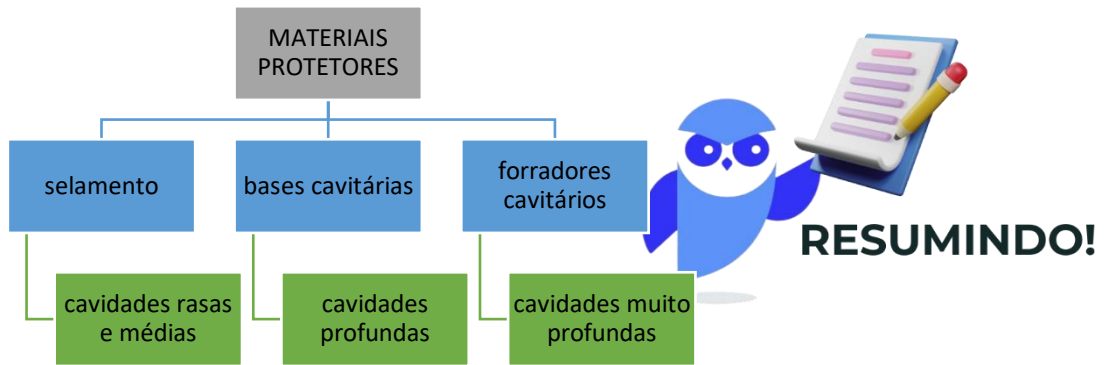 MATERIAIS
PROTETORES
selamento
bases cavitárias
forradores
cavitários
cavidades rasas
e médias
cavidades
profundas
cavidades muito
profundas
RESUMINDO!